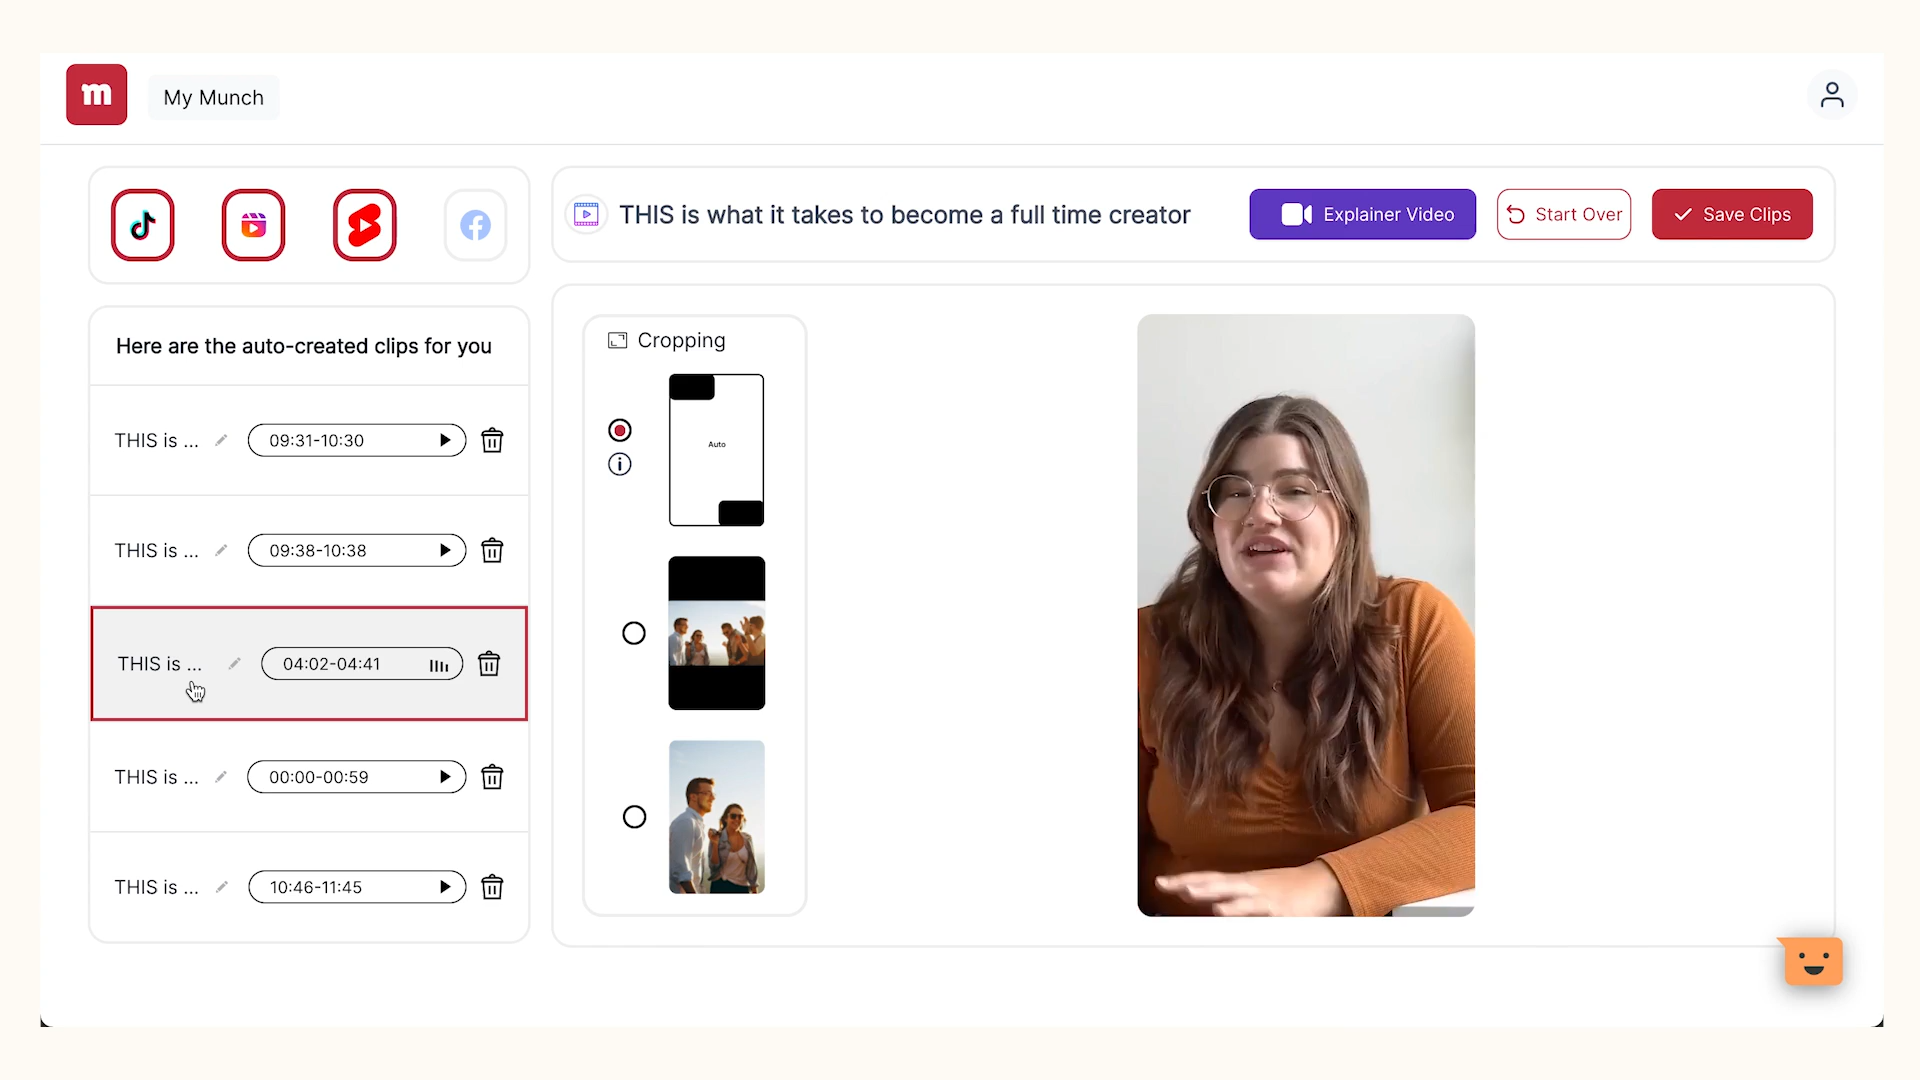 m
My Munch
THIS is what it takes to become a full time creator
Explainer Video
Start Over
Save Clips
Here are the auto-created clips for you
THIS is ...
09:31-10:30
THIS is ...
09:38-10:38
THIS is ...
04:02-04:41
THIS is ...
00:00-00:59
THIS is ...
10:46-11:45
Cropping
Auto